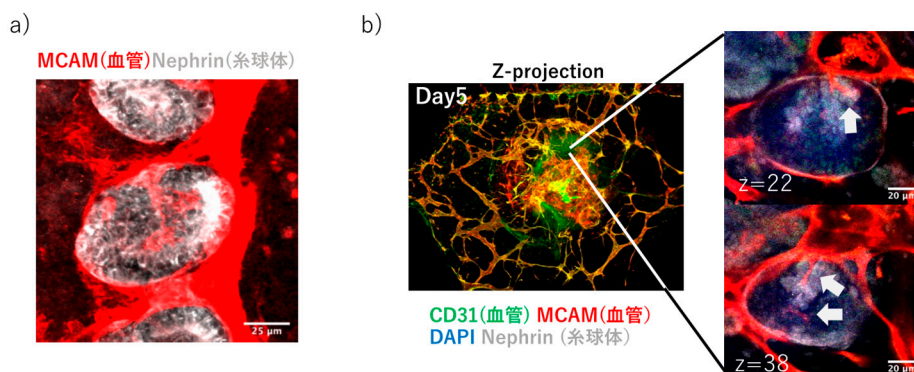 a)
MCAM(血管)Nephrin(糸球体)
25 μm
b)
Z-projection
Day5
CD31(血管) MCAM(血管)
DAPI Nephrin (糸球体)
z=22
20 μm
z=38
20 μm